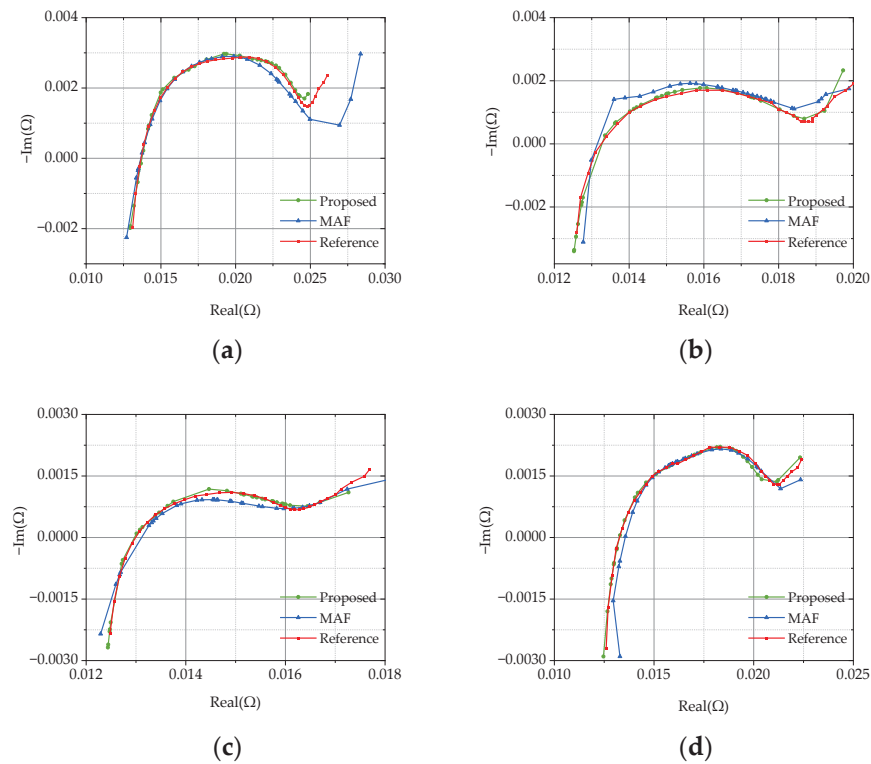 0.004
0.002
0.000
−0.002
−Im(Ω)
Proposed
MAF
Reference
0.010 0.015 0.020 0.025 0.030
Real(Ω)
(a)
0.004
0.002
0.000
−0.002
−Im(Ω)
Proposed
MAF
Reference
0.012 0.014 0.016 0.018 0.020
Real(Ω)
(b)
0.0030
0.0015
0.0000
−0.0015
−0.0030
−Im(Ω)
Proposed
MAF
Reference
0.012 0.014 0.016 0.018
Real(Ω)
(c)
0.0030
0.0015
0.0000
−0.0015
−0.0030
−Im(Ω)
Proposed
MAF
Reference
0.010 0.015 0.020 0.025
Real(Ω)
(d)